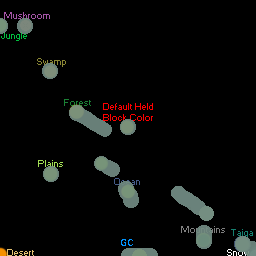 Mushroom
Jungle
Swamp
Forest
Default Held
Block Color
Plains
Ocean
Mountains
Taiga
GC
Desert
Snow